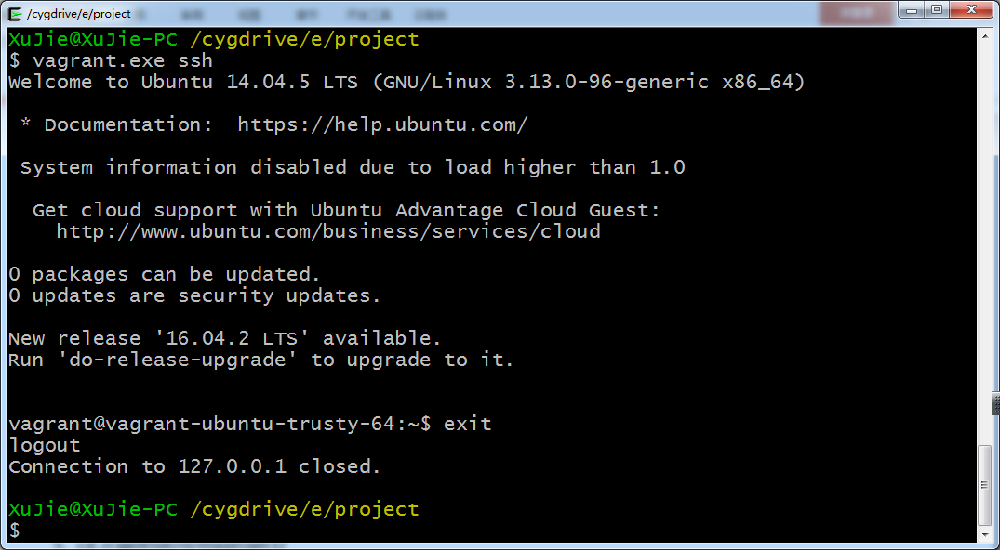 /cygdrive/e/project
XuJie@XuJie-PC /cygdrive/e/project
$ vagrant.exe ssh
Welcome to Ubuntu 14.04.5 LTS (GNU/Linux 3.13.0-96-generic x86_64)
* Documentation:  https://help.ubuntu.com/
System information disabled due to load higher than 1.0
Get cloud support with Ubuntu Advantage Cloud Guest:
http://www.ubuntu.com/business/services/cloud
0 packages can be updated.
0 updates are security updates.
New release '16.04.2 LTS' available.
Run 'do-release-upgrade' to upgrade to it.
vagrant@vagrant-ubuntu-trusty-64:~$ exit
logout
Connection to 127.0.0.1 closed.
XuJie@XuJie-PC /cygdrive/e/project
$